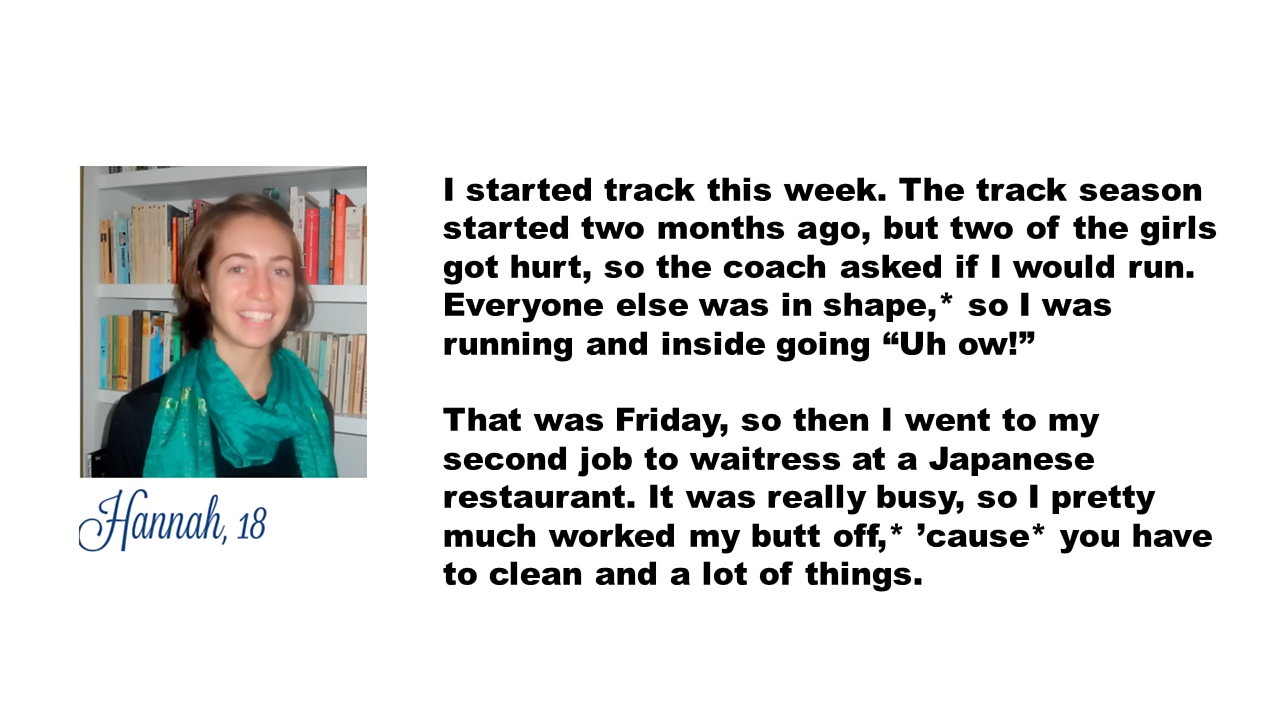 I started track this week. The track season
started two months ago, but two of the girls
got hurt, so the coach asked if I would run.
Everyone else was in shape,* so I was
running and inside going “Uh ow!”
That was Friday, so then I went to my
second job to waitress at a Japanese
restaurant. It was really busy, so I pretty
much worked my butt off,* ’cause* you have
to clean and a lot of things.
Hannah, 18